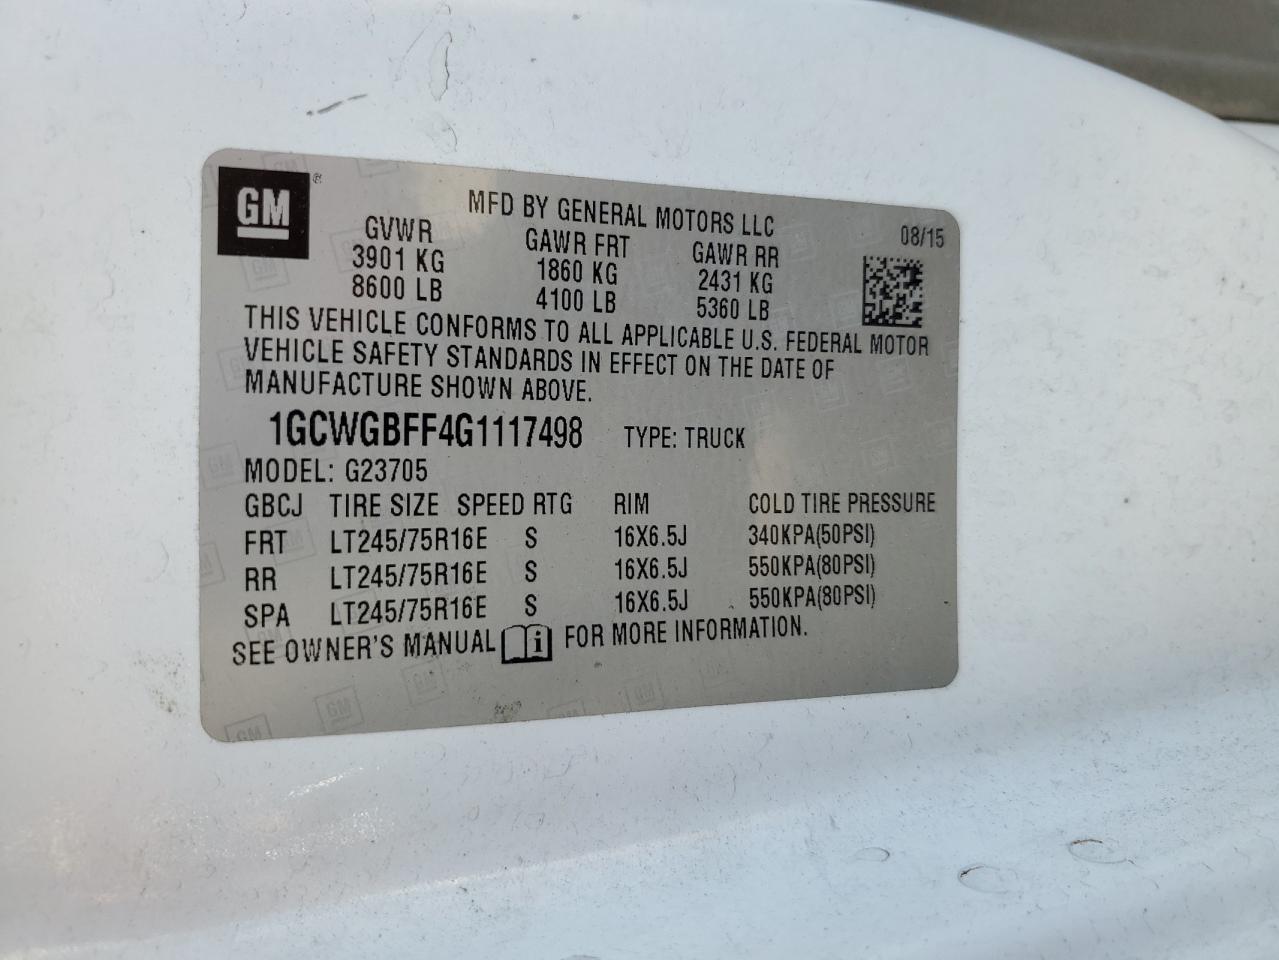 GM ®
MFD BY GENERAL MOTORS LLC
08/15
GVWR GAWR FRT GAWR RR
3901 KG 1860 KG 2431 KG
8600 LB 4100 LB 5360 LB
THIS VEHICLE CONFORMS TO ALL APPLICABLE U.S. FEDERAL MOTOR
VEHICLE SAFETY STANDARDS IN EFFECT ON THE DATE OF
MANUFACTURE SHOWN ABOVE.
1GCWGBFF4G1117498 TYPE: TRUCK
MODEL: G23705
GBCJ TIRE SIZE SPEED RTG RIM COLD TIRE PRESSURE
FRT LT245/75R16E S 16X6.5J 340KPA(50PSI)
RR LT245/75R16E S 16X6.5J 550KPA(80PSI)
SPA LT245/75R16E S 16X6.5J 550KPA(80PSI)
SEE OWNER'S MANUAL i FOR MORE INFORMATION.